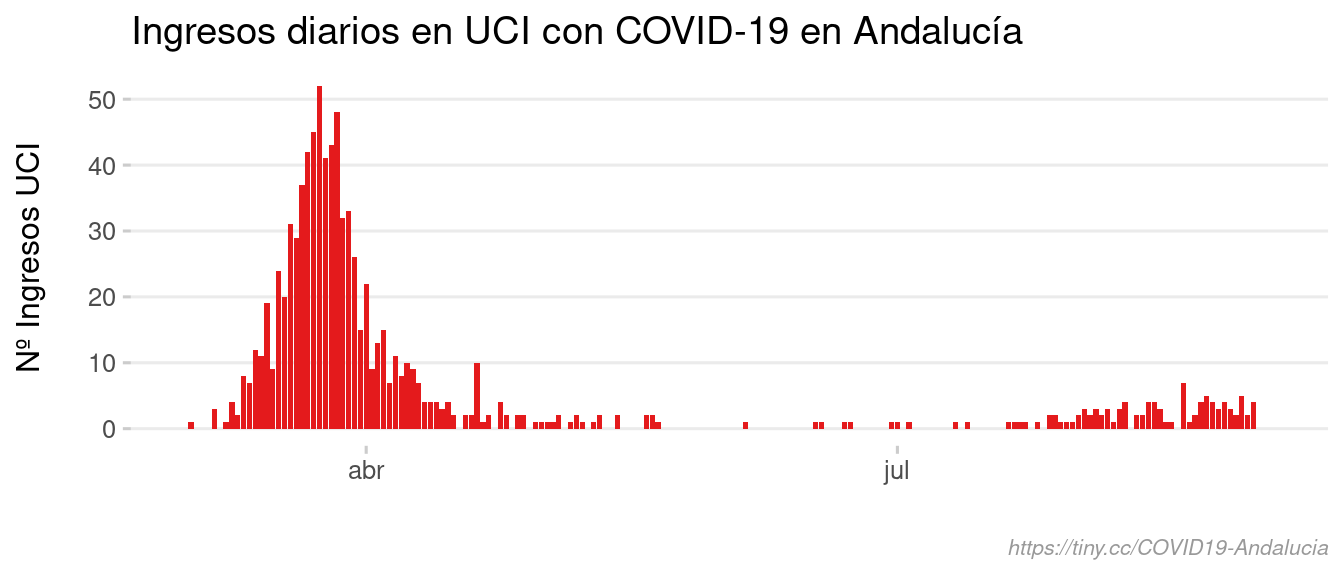 Ingresos diarios en UCI con COVID-19 en Andalucía
Nº Ingresos UCI
50
40
30
20
10
0
abr
jul
https://tiny.cc/COVID19-Andalucia